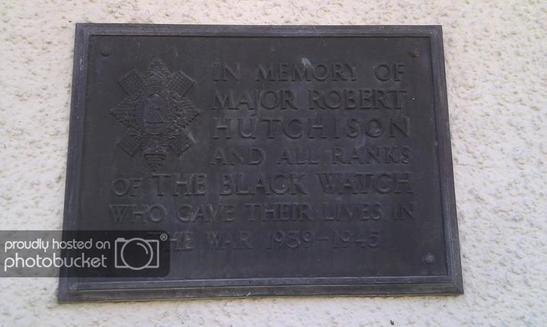 IN MEMORY OF
MAJOR ROBERT
HUTCHISON
AND ALL RANKS
OF THE BLACK WATCH
WHO GAVE THEIR LIVES IN
THE WAR 1939-1945
proudly hosted on
photobucket